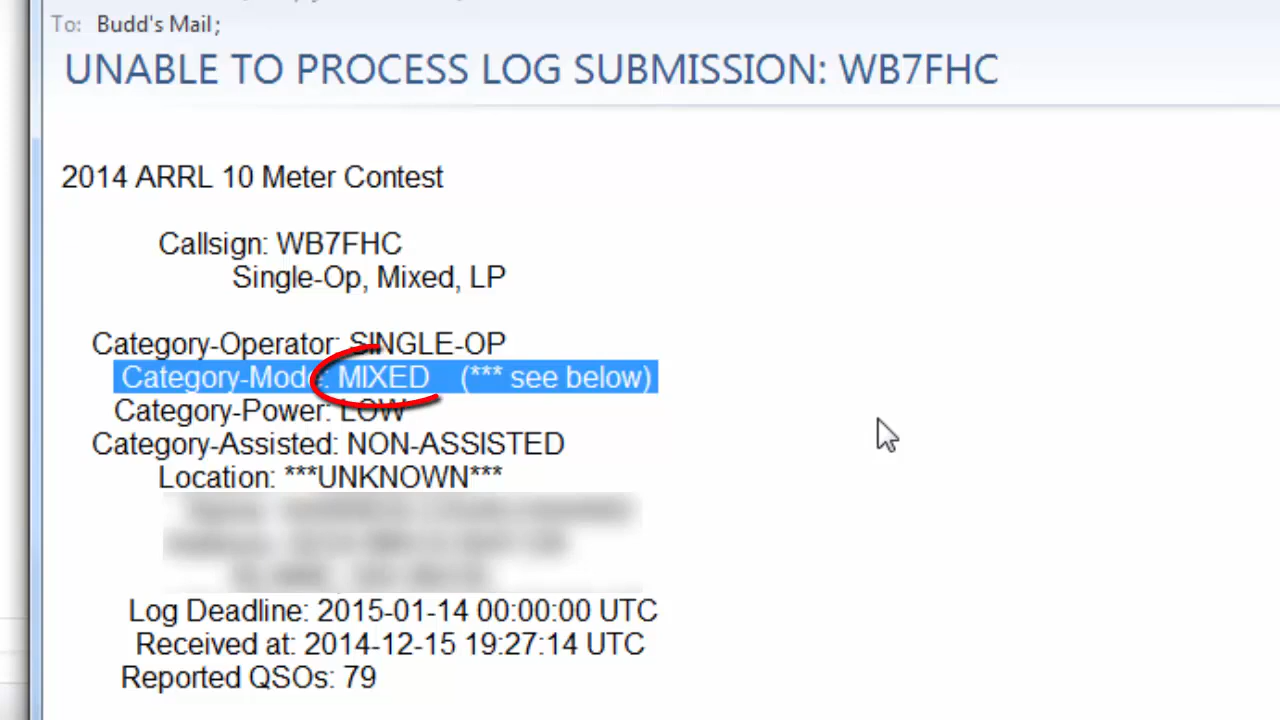 To: Budd's Mail;
UNABLE TO PROCESS LOG SUBMISSION: WB7FHC
2014 ARRL 10 Meter Contest
Callsign: WB7FHC
Single-Op, Mixed, LP
Category-Operator: SINGLE-OP
Category-Mode: MIXED (*** see below)
Category-Power: LOW
Category-Assisted: NON-ASSISTED
Location: ***UNKNOWN***
Log Deadline: 2015-01-14 00:00:00 UTC
Received at: 2014-12-15 19:27:14 UTC
Reported QSOs: 79